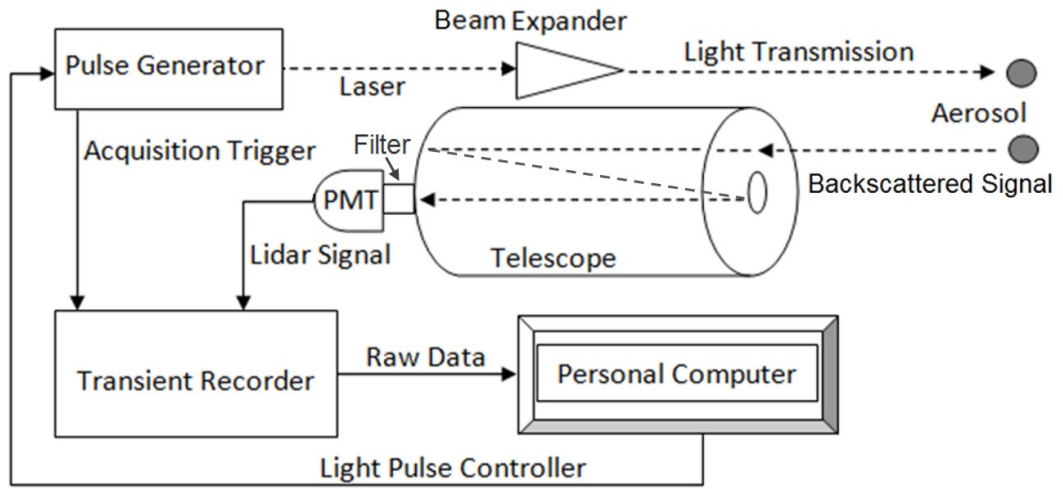 Beam Expander
Pulse Generator
Light Transmission
Laser
Aerosol
Acquisition Trigger
Filter
Backscattered Signal
PMT
Lidar Signal
Telescope
Raw Data
Transient Recorder
Personal Computer
Light Pulse Controller